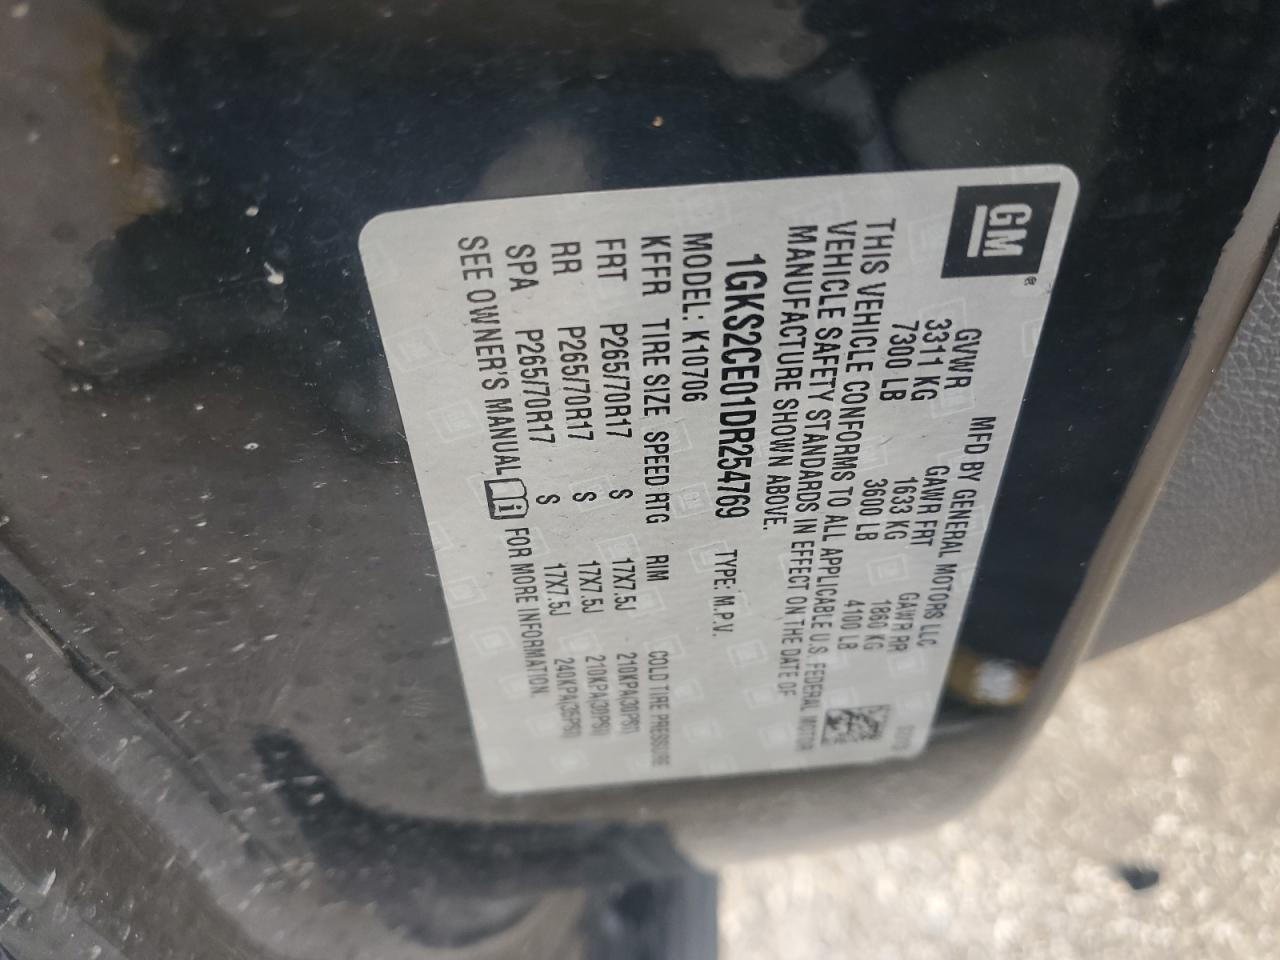 GM®
MFD BY GENERAL MOTORS LLC
GVWR GAWR FRT GAWR RR
3311 KG 1633 KG 1860 KG
7300 LB 3600 LB 4100 LB
THIS VEHICLE CONFORMS TO ALL APPLICABLE U.S. FEDERAL MOTOR
VEHICLE SAFETY STANDARDS IN EFFECT ON THE DATE OF
MANUFACTURE SHOWN ABOVE.
1GKS2CE01DR254769 TYPE: M.P.V.
MODEL: K10706
KFFR TIRE SIZE SPEED RTG RIM COLD TIRE PRESSURE
FRT P265/70R17 S 17X7.5J 210KPA(30PSI)
RR P265/70R17 S 17X7.5J 210KPA(30PSI)
SPA P265/70R17 S 17X7.5J 240KPA(35PSI)
SEE OWNER'S MANUAL i FOR MORE INFORMATION.